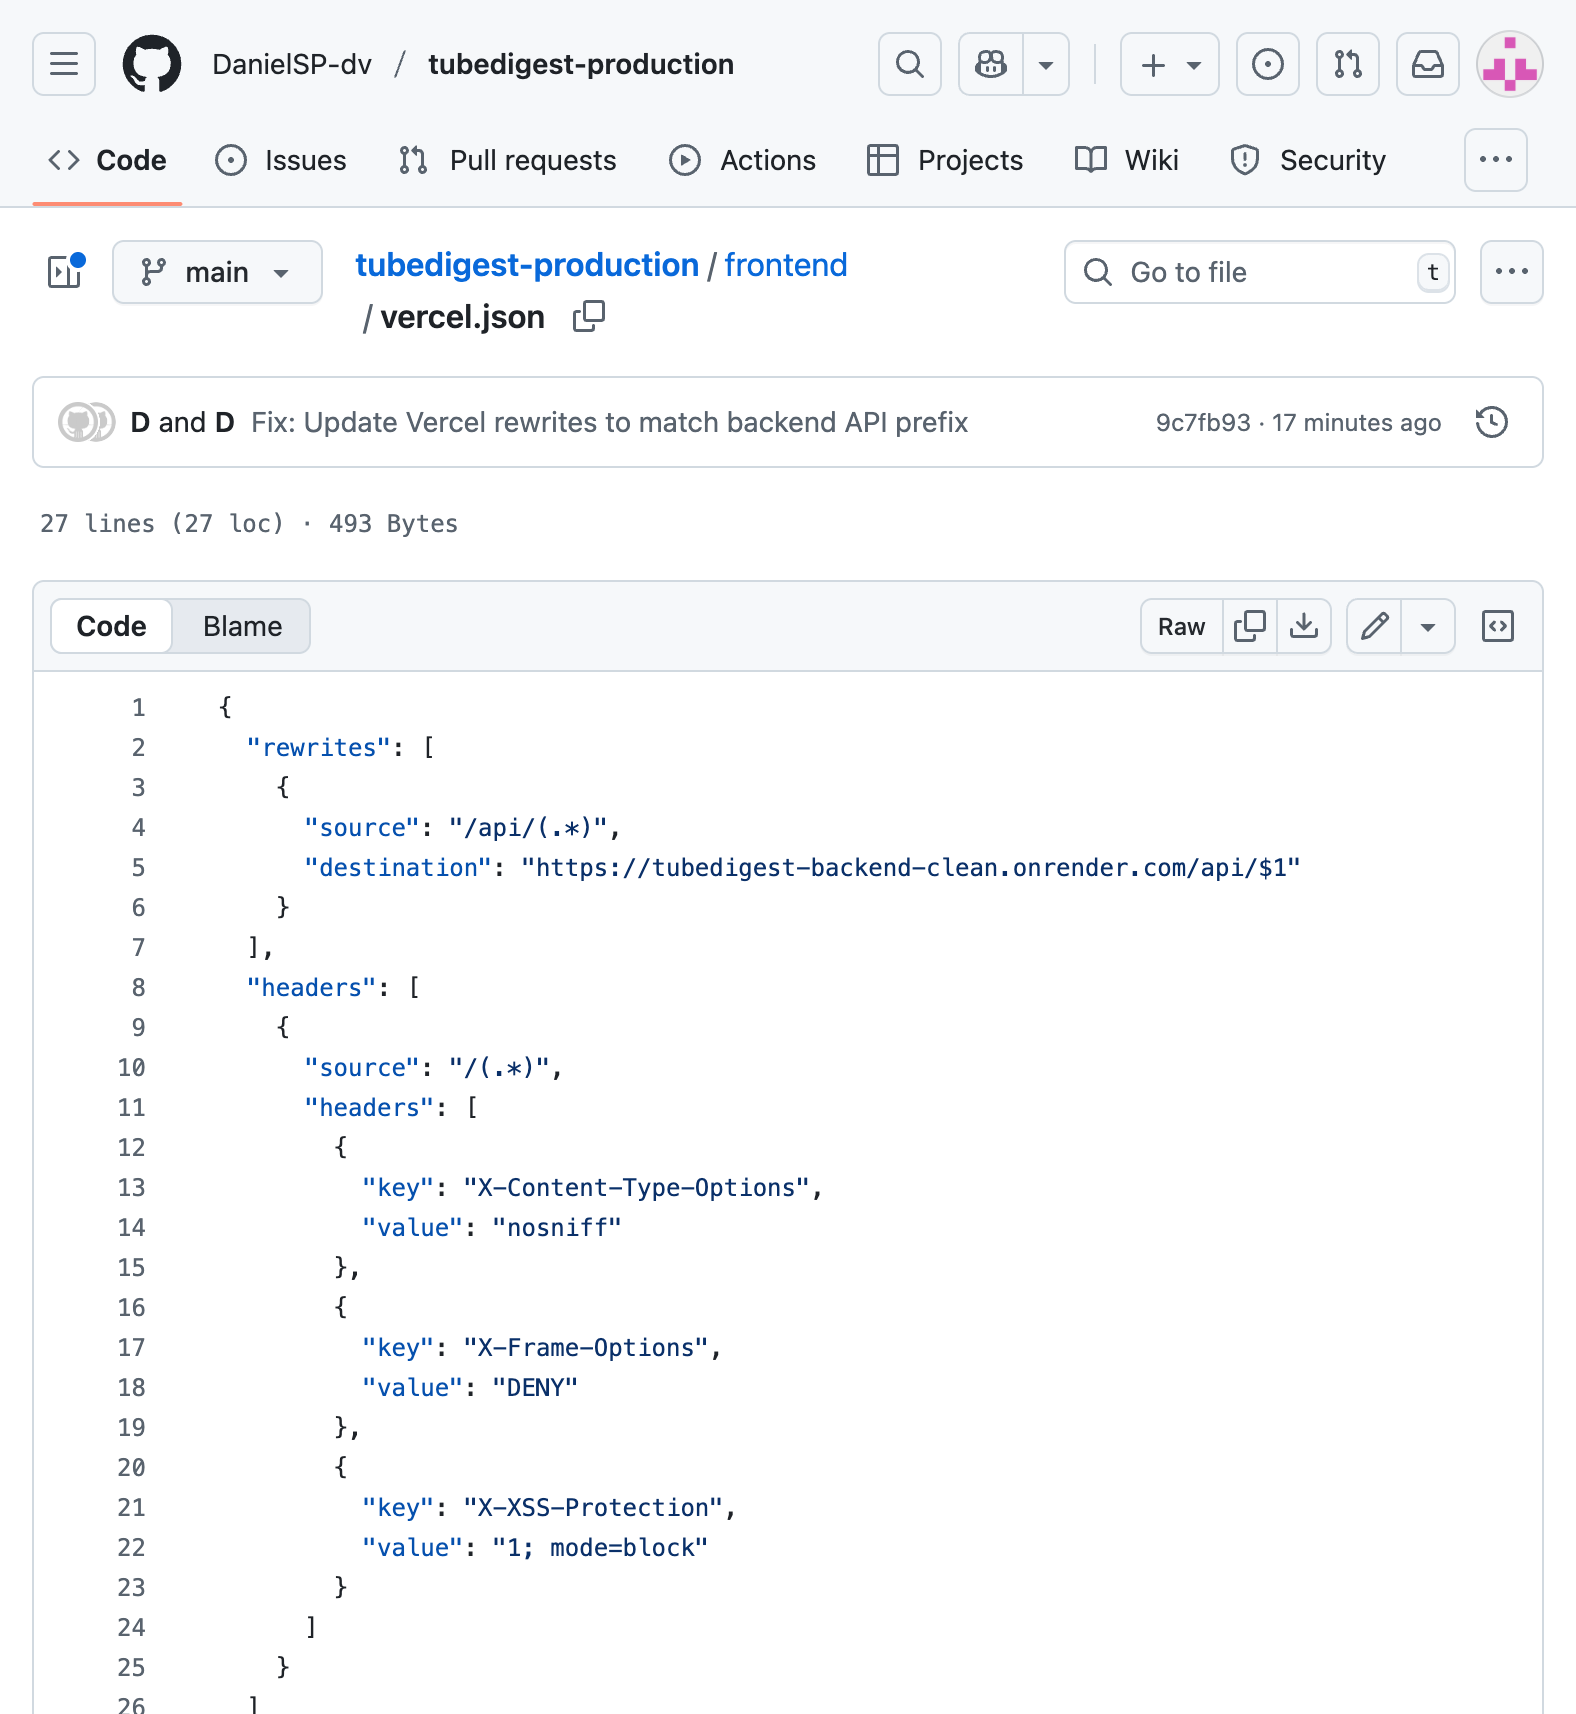 DanielSP-dv / tubedigest-production
Code Issues Pull requests Actions Projects Wiki Security
main tubedigest-production / frontend / vercel.json Go to file t
D and D Fix: Update Vercel rewrites to match backend API prefix 9c7fb93 · 17 minutes ago
27 lines (27 loc) · 493 Bytes
Code Blame Raw
1 {
2   "rewrites": [
3     {
4       "source": "/api/(.*)",
5       "destination": "https://tubedigest-backend-clean.onrender.com/api/$1"
6     }
7   ],
8   "headers": [
9     {
10       "source": "/(.*)",
11       "headers": [
12         {
13           "key": "X-Content-Type-Options",
14           "value": "nosniff"
15         },
16         {
17           "key": "X-Frame-Options",
18           "value": "DENY"
19         },
20         {
21           "key": "X-XSS-Protection",
22           "value": "1; mode=block"
23         }
24       ]
25     }
26   ]